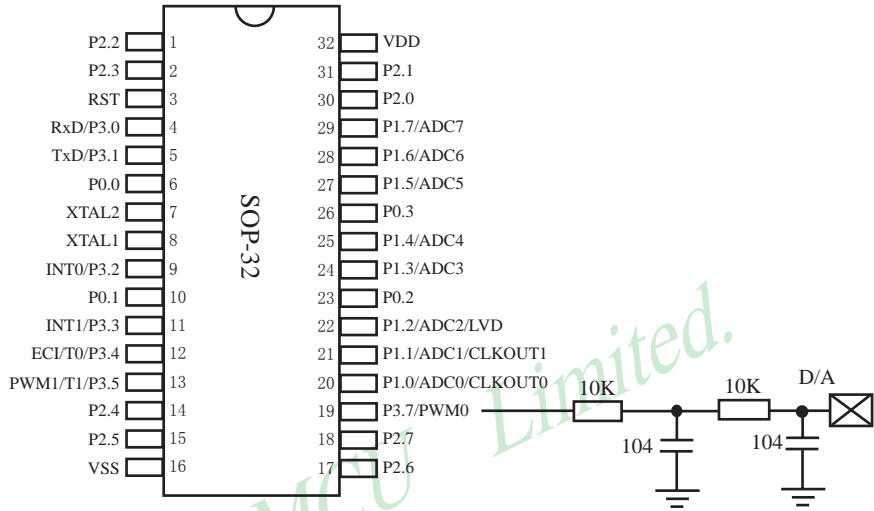 P2.2 1 32 VDD
P2.3 2 31 P2.1
RST 3 30 P2.0
RxD/P3.0 4 29 P1.7/ADC7
TxD/P3.1 5 28 P1.6/ADC6
P0.0 6 27 P1.5/ADC5
XTAL2 7 26 P0.3
XTAL1 8 25 P1.4/ADC4
INT0/P3.2 9 24 P1.3/ADC3
P0.1 10 23 P0.2
INT1/P3.3 11 22 P1.2/ADC2/LVD
ECI/T0/P3.4 12 21 P1.1/ADC1/CLKOUT1
PWM1/T1/P3.5 13 20 P1.0/ADC0/CLKOUT0
P2.4 14 19 P3.7/PWM0
P2.5 15 18 P2.7
VSS 16 17 P2.6
SOP-32
10K 10K D/A
104 104
MCU Limited.